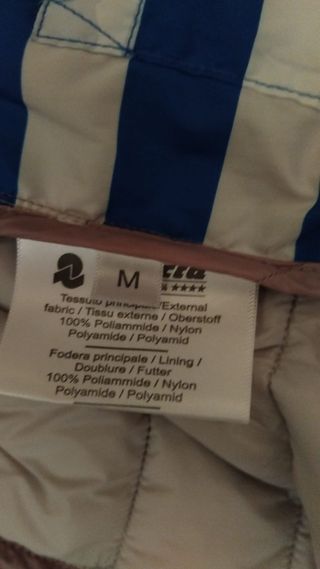 M
Tessuto principale/External
fabric / Tissu externe / Oberstoff
100% Poliammide / Nylon
Polyamide / Polyamid
Fodera principale / Lining /
Doublure / Futter
100% Poliammide / Nylon
Polyamide / Polyamid